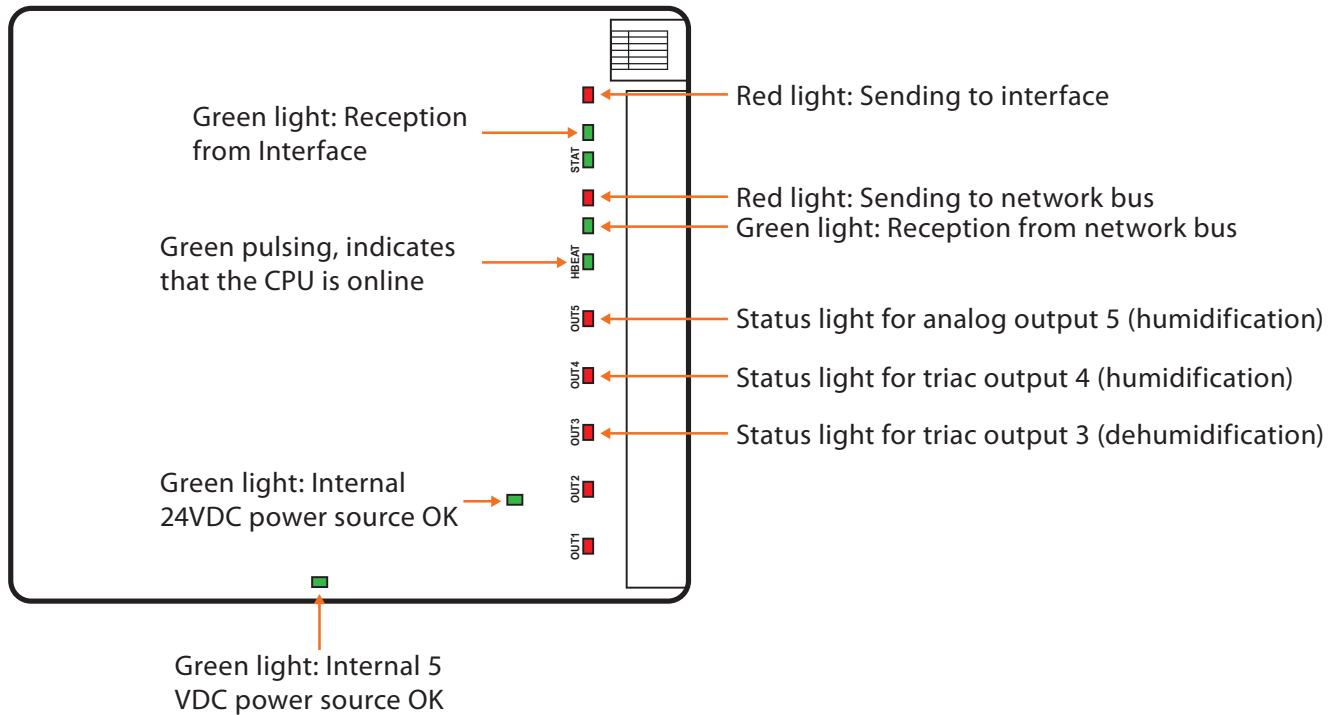 Red light: Sending to interface
Green light: Reception
from Interface
STAT
Red light: Sending to network bus
Green light: Reception from network bus
Green pulsing, indicates
that the CPU is online
HBEAT
OUT5
Status light for analog output 5 (humidification)
OUT4
Status light for triac output 4 (humidification)
OUT3
Status light for triac output 3 (dehumidification)
Green light: Internal
24VDC power source OK
OUT2
OUT1
Green light: Internal 5
VDC power source OK